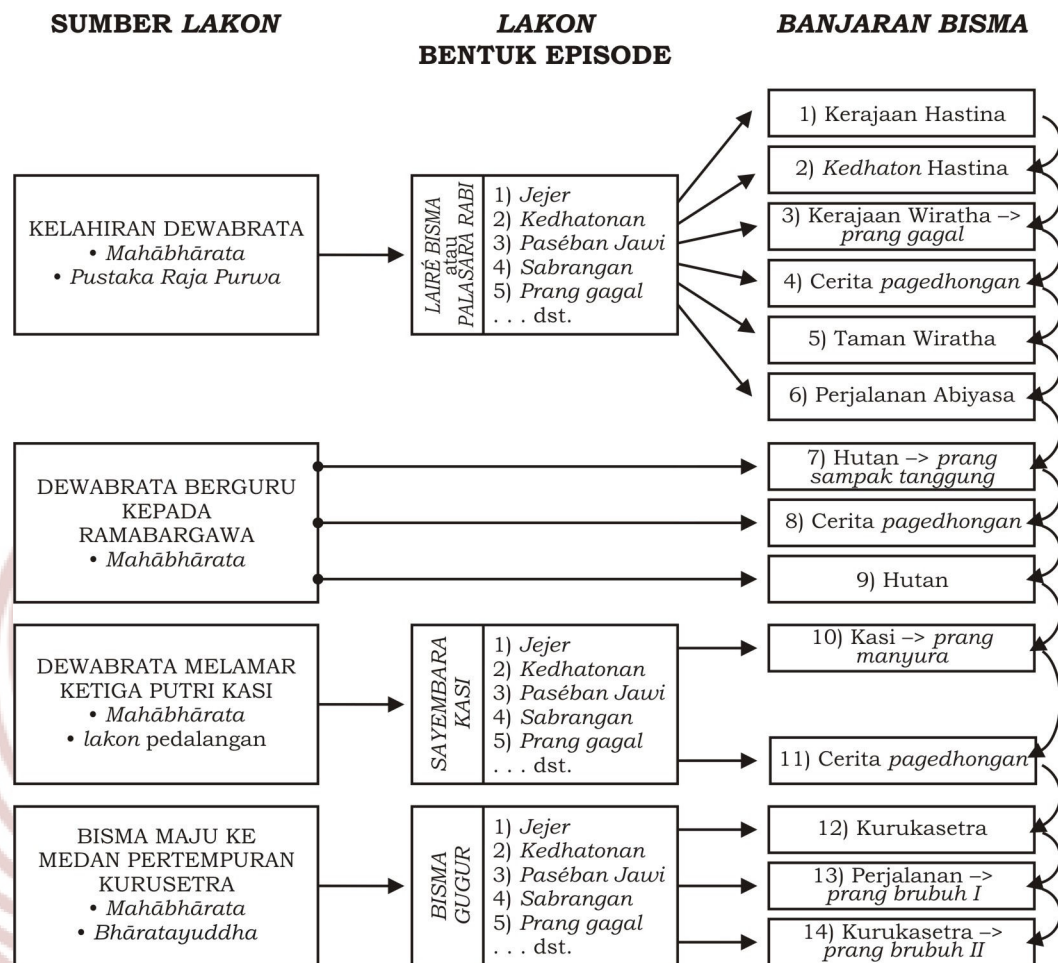 SUMBER LAKON
LAKON
BENTUK EPISODE
BANJARAN BISMA
KELAHIRAN DEWABRATA
• Mahābhārata
• Pustaka Raja Purwa
LAIRÉ BISMA
atau
PALASARA RABI
1) Jejer
2) Kedhatonan
3) Paséban Jawi
4) Sabrangan
5) Prang gagal
. . . dst.
1) Kerajaan Hastina
2) Kedhaton Hastina
3) Kerajaan Wiratha –>
prang gagal
4) Cerita pagedhongan
5) Taman Wiratha
6) Perjalanan Abiyasa
DEWABRATA BERGURU
KEPADA
RAMABARGAWA
• Mahābhārata
7) Hutan –> prang
sampak tanggung
8) Cerita pagedhongan
9) Hutan
DEWABRATA MELAMAR
KETIGA PUTRI KASI
• Mahābhārata
• lakon pedalangan
SAYEMBARA
KASI
1) Jejer
2) Kedhatonan
3) Paséban Jawi
4) Sabrangan
5) Prang gagal
. . . dst.
10) Kasi –> prang
manyura
11) Cerita pagedhongan
BISMA MAJU KE
MEDAN PERTEMPURAN
KURUSETRA
• Mahābhārata
• Bhāratayuddha
BISMA
GUGUR
1) Jejer
2) Kedhatonan
3) Paséban Jawi
4) Sabrangan
5) Prang gagal
. . . dst.
12) Kurukasetra
13) Perjalanan –>
prang brubuh I
14) Kurukasetra –>
prang brubuh II